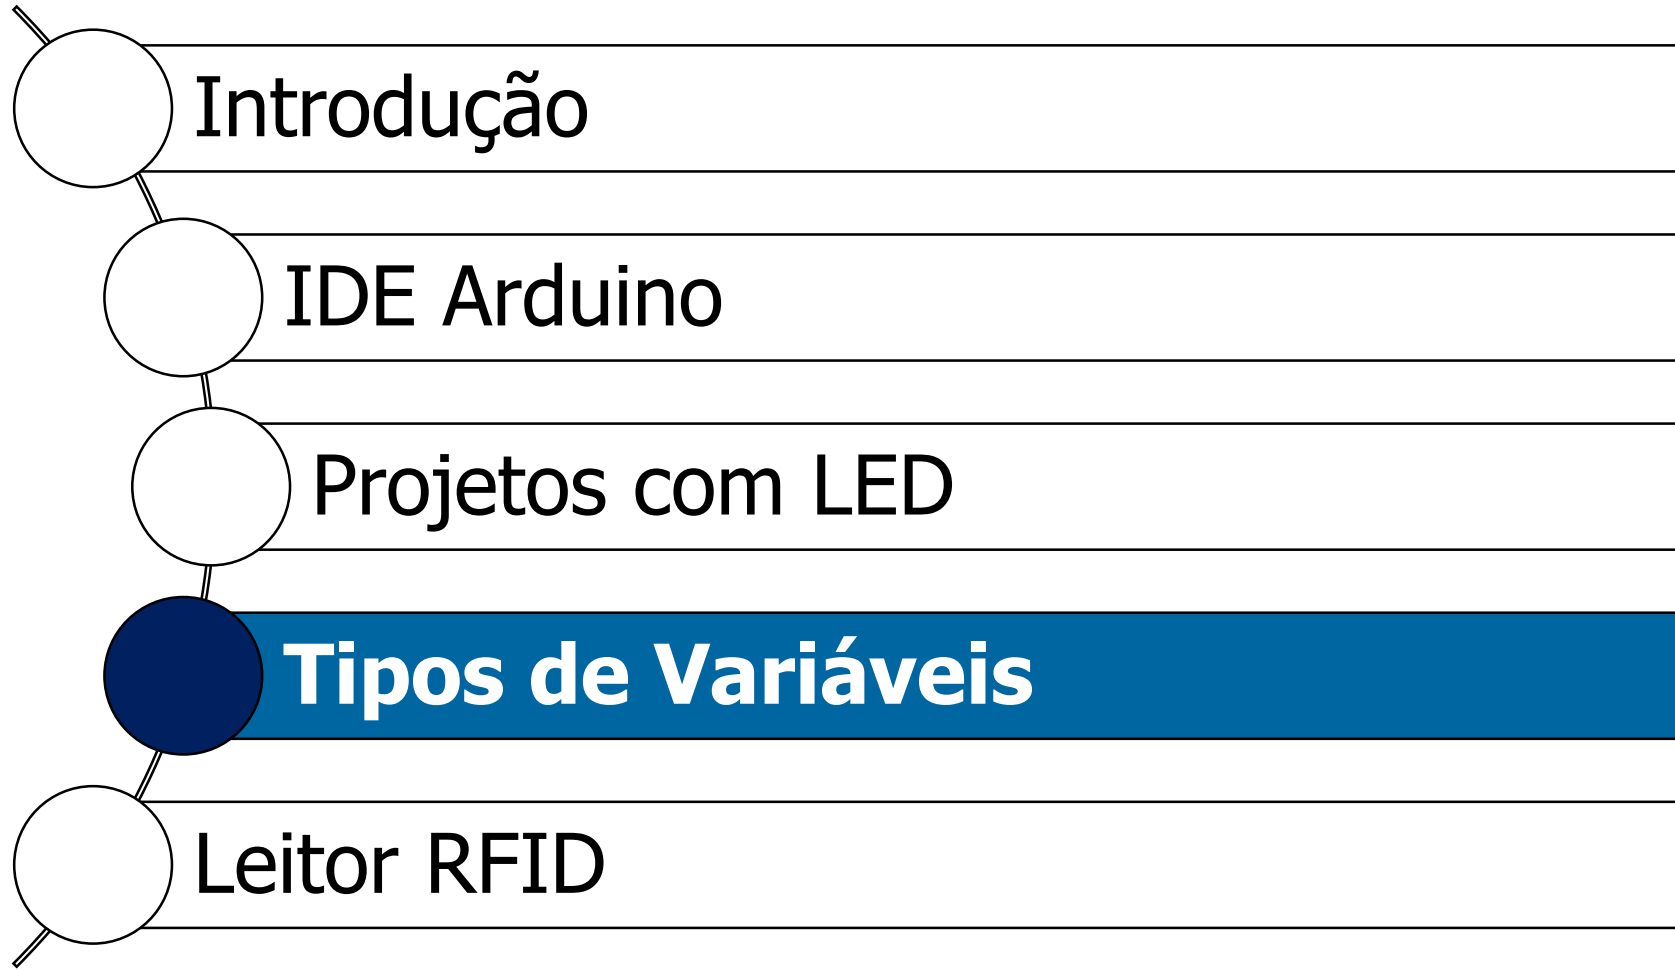 Introdução
IDE Arduino
Projetos com LED
Tipos de Variáveis
Leitor RFID